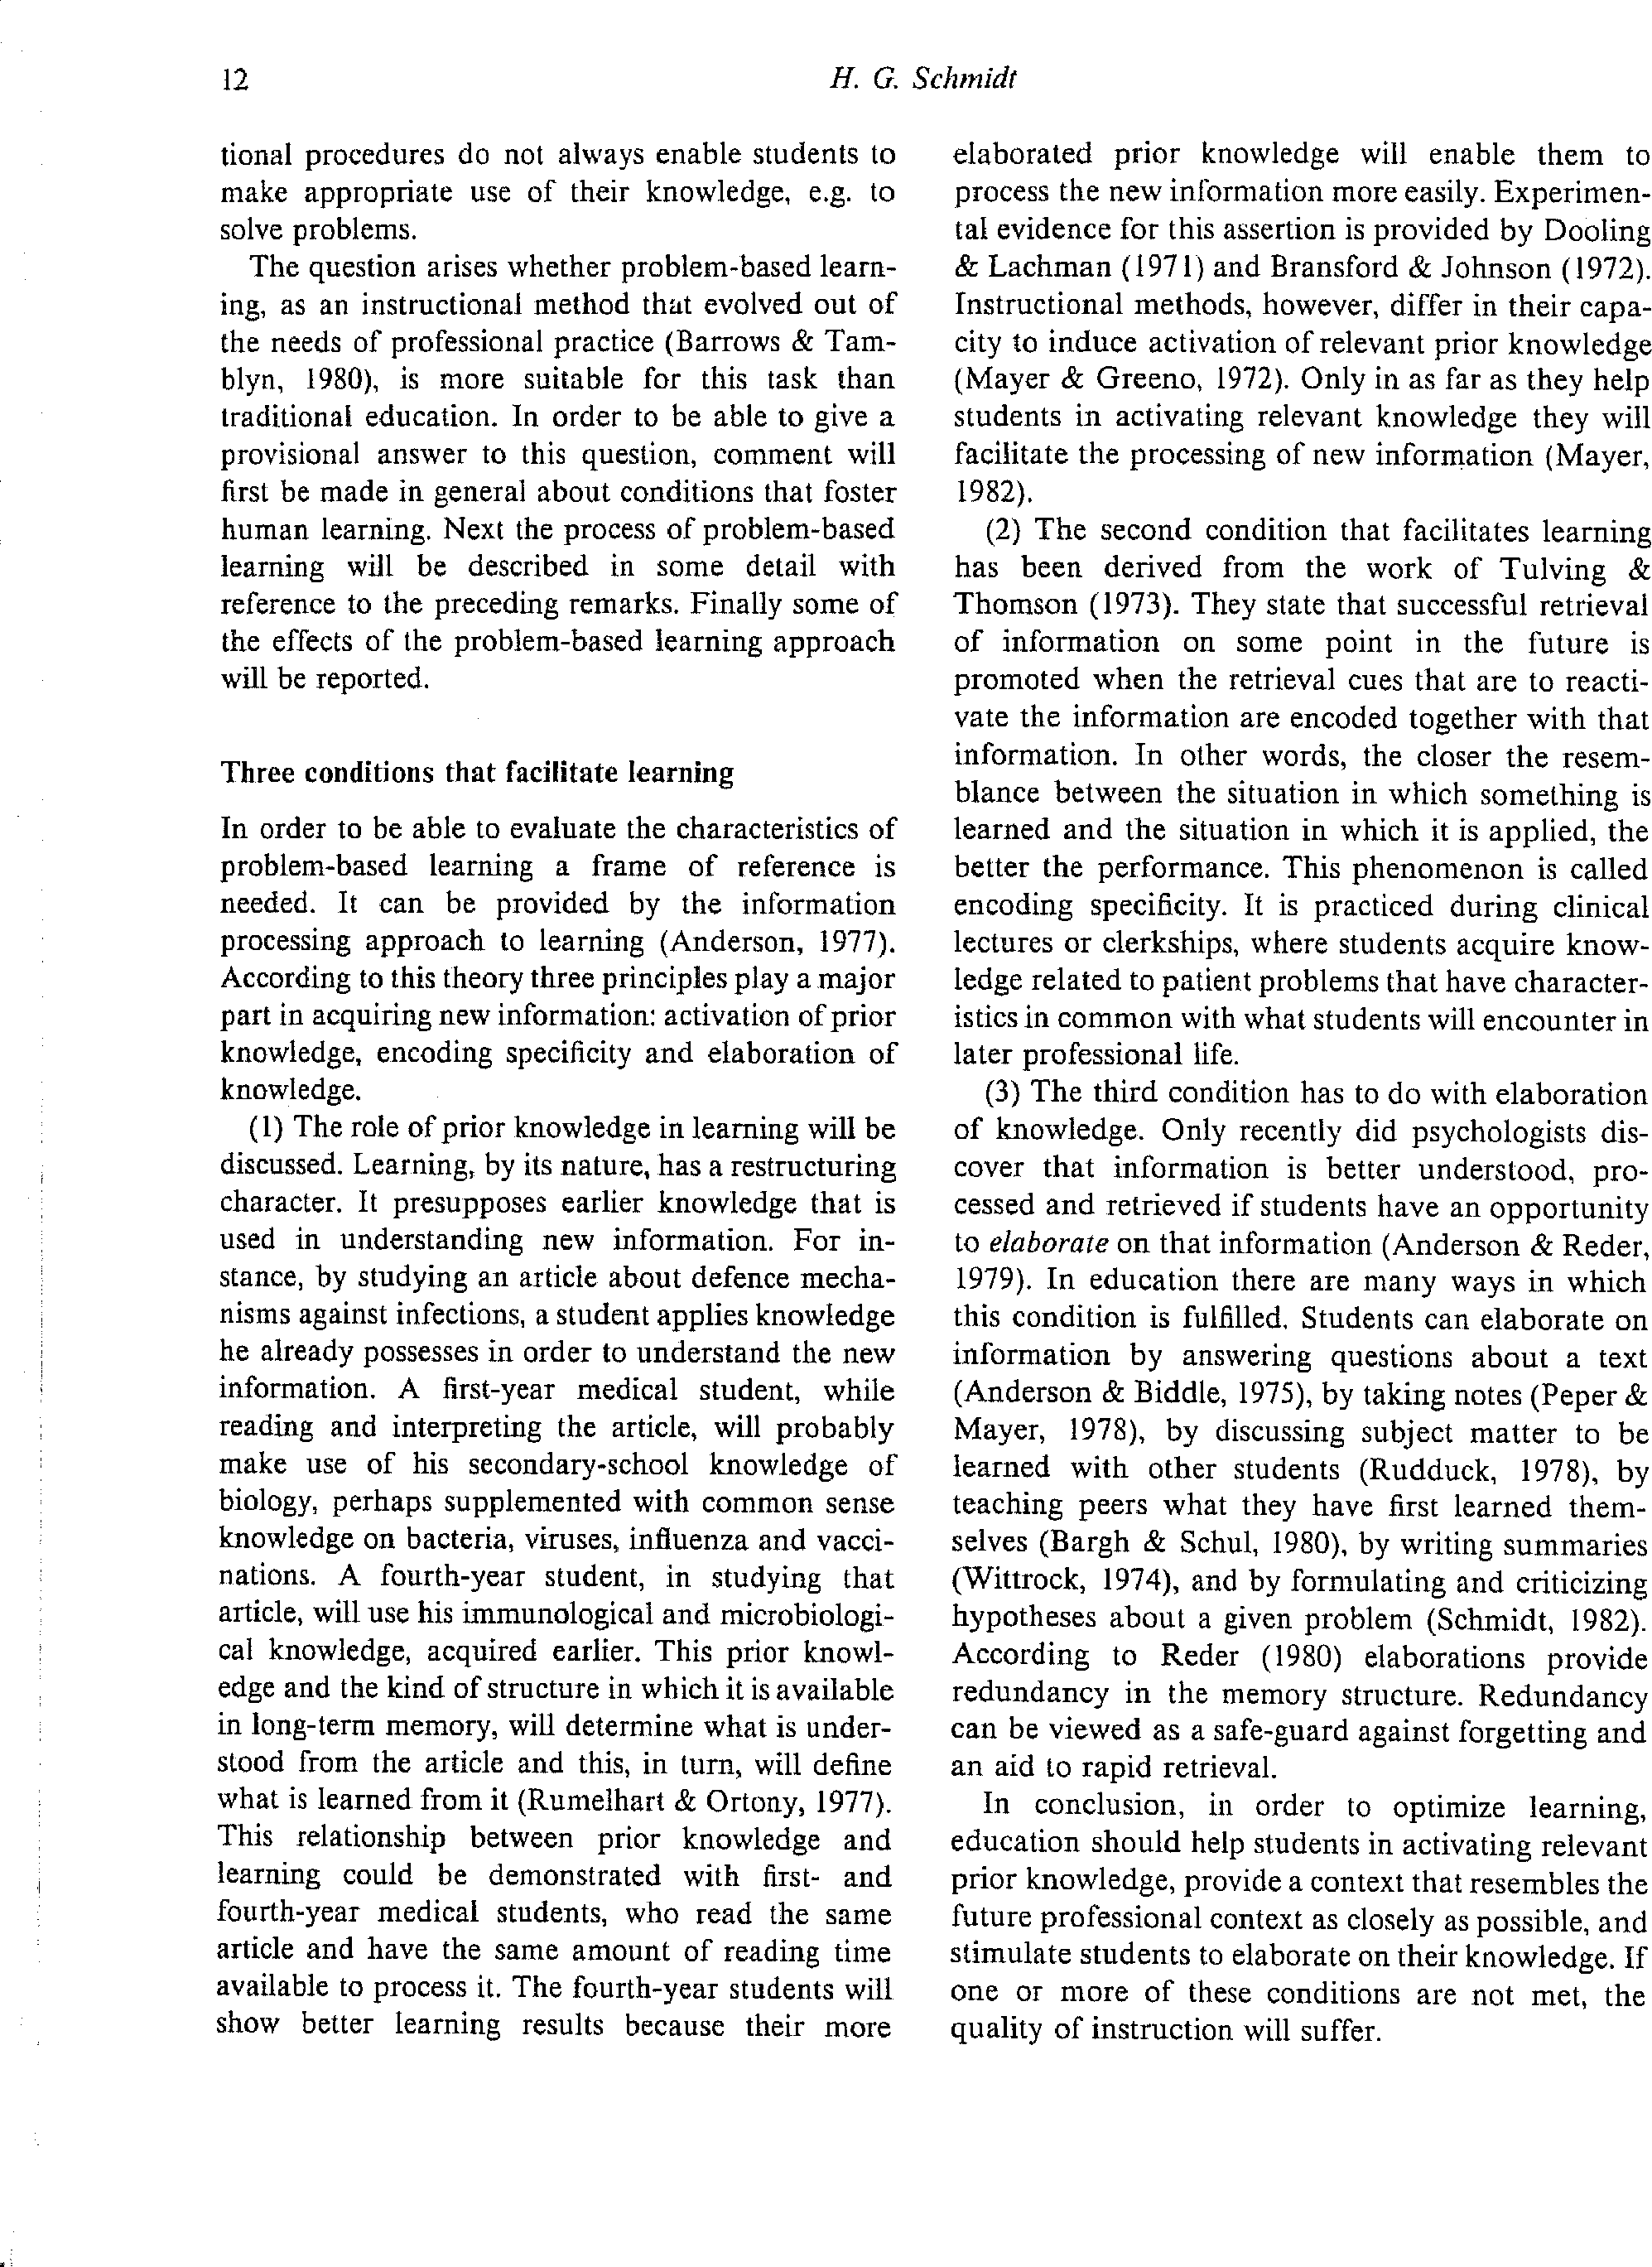 12
H. G. Schmidt
tional procedures do not always enable students to
make appropriate use of their knowledge, e.g. to
solve problems.
The question arises whether problem-based learn-
ing, as an instructional method that evolved out of
the needs of professional practice (Barrows & Tam-
blyn, 1980), is more suitable for this task than
traditional education. In order to be able to give a
provisional answer to this question, comment will
first be made in general about conditions that foster
human learning. Next the process of problem-based
learning will be described in some detail with
reference to the preceding remarks. Finally some of
the effects of the problem-based learning approach
will be reported.
Three conditions that facilitate learning
In order to be able to evaluate the characteristics of
problem-based learning a frame of reference is
needed. It can be provided by the information
processing approach to learning (Anderson, 1977).
According to this theory three principles play a major
part in acquiring new information: activation of prior
knowledge, encoding specificity and elaboration of
knowledge.
(1) The role of prior knowledge in learning will be
discussed. Learning, by its nature, has a restructuring
character. It presupposes earlier knowledge that is
used in understanding new information. For in-
stance, by studying an article about defence mecha-
nisms against infections, a student applies knowledge
he already possesses in order to understand the new
information. A first-year medical student, while
reading and interpreting the article, will probably
make use of his secondary-school knowledge of
biology, perhaps supplemented with common sense
knowledge on bacteria, viruses, influenza and vacci-
nations. A fourth-year student, in studying that
article, will use his immunological and microbiologi-
cal knowledge, acquired earlier. This prior knowl-
edge and the kind of structure in which it is available
in long-term memory, will determine what is under-
stood from the article and this, in turn, will define
what is learned from it (Rumelhart & Ortony, 1977).
This relationship between prior knowledge and
learning could be demonstrated with first- and
fourth-year medical students, who read the same
article and have the same amount of reading time
available to process it. The fourth-year students will
show better learning results because their more
elaborated prior knowledge will enable them to
process the new information more easily. Experimen-
tal evidence for this assertion is provided by Dooling
& Lachman (1971) and Bransford & Johnson (1972).
Instructional methods, however, differ in their capa-
city to induce activation of relevant prior knowledge
(Mayer & Greeno, 1972). Only in as far as they help
students in activating relevant knowledge they will
facilitate the processing of new information (Mayer,
1982).
(2) The second condition that facilitates learning
has been derived from the work of Tulving &
Thomson (1973). They state that successful retrieval
of information on some point in the future is
promoted when the retrieval cues that are to reacti-
vate the information are encoded together with that
information. In other words, the closer the resem-
blance between the situation in which something is
learned and the situation in which it is applied, the
better the performance. This phenomenon is called
encoding specificity. It is practiced during clinical
lectures or clerkships, where students acquire know-
ledge related to patient problems that have character-
istics in common with what students will encounter in
later professional life.
(3) The third condition has to do with elaboration
of knowledge. Only recently did psychologists dis-
cover that information is better understood, pro-
cessed and retrieved if students have an opportunity
to elaborate on that information (Anderson & Reder,
1979). In education there are many ways in which
this condition is fulfilled. Students can elaborate on
information by answering questions about a text
(Anderson & Biddle, 1975), by taking notes (Peper &
Mayer, 1978), by discussing subject matter to be
learned with other students (Rudduck, 1978), by
teaching peers what they have first learned them-
selves (Bargh & Schul, 1980), by writing summaries
(Wittrock, 1974), and by formulating and criticizing
hypotheses about a given problem (Schmidt, 1982).
According to Reder (1980) elaborations provide
redundancy in the memory structure. Redundancy
can be viewed as a safe-guard against forgetting and
an aid to rapid retrieval.
In conclusion, in order to optimize learning,
education should help students in activating relevant
prior knowledge, provide a context that resembles the
future professional context as closely as possible, and
stimulate students to elaborate on their knowledge. If
one or more of these conditions are not met, the
quality of instruction will suffer.